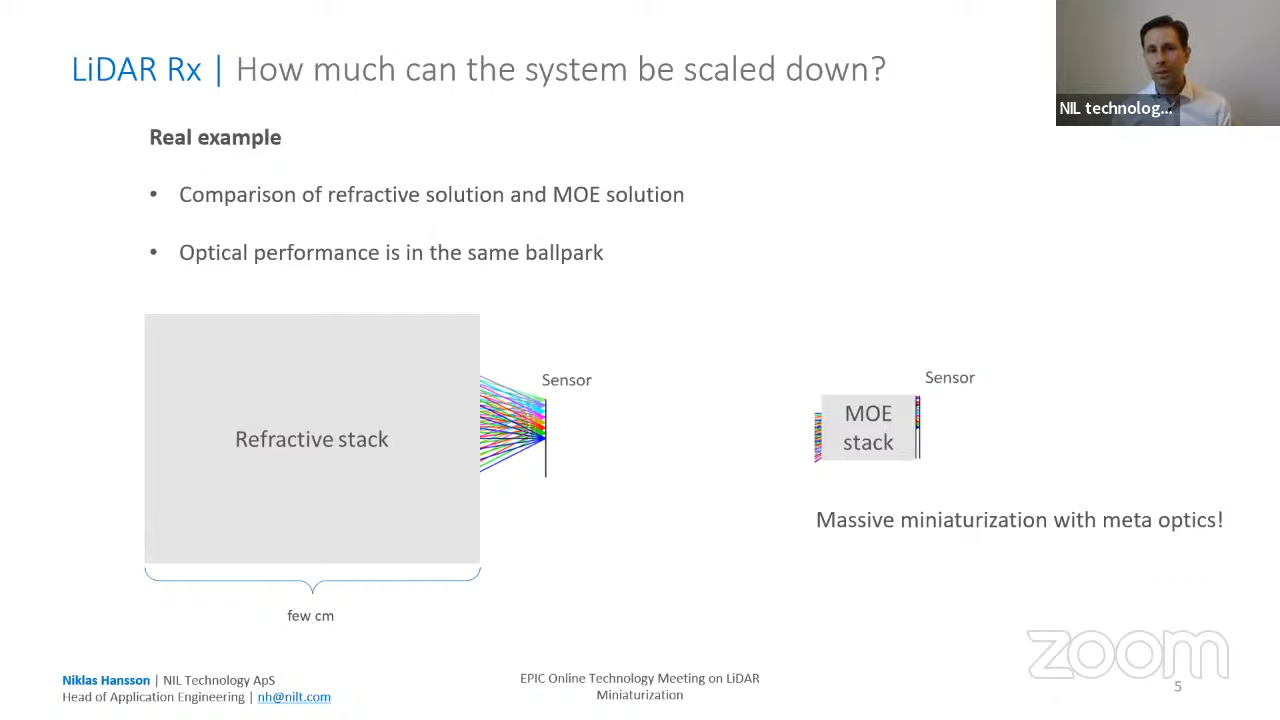 LiDAR Rx | How much can the system be scaled down?
NIL technolog...
Real example
• Comparison of refractive solution and MOE solution
• Optical performance is in the same ballpark
Sensor
Refractive stack
few cm
Sensor
MOE
stack
Massive miniaturization with meta optics!
zoom
Niklas Hansson | NIL Technology ApS
Head of Application Engineering | nh@nilt.com
EPIC Online Technology Meeting on LiDAR
Miniaturization
5